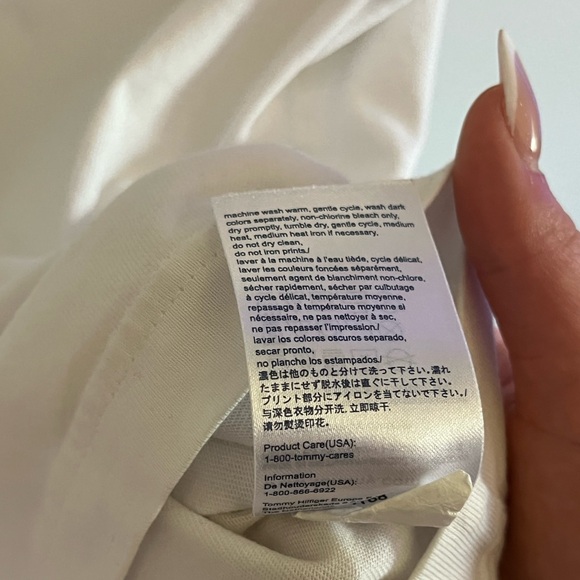 machine wash warm, gentle cycle, wash dark
colors separately, non-chlorine bleach only,
dry promptly, tumble dry, gentle cycle, medium
heat, medium heat iron if necessary,
do not dry clean,
do not iron prints./
laver à la machine à l'eau tiède, cycle délicat,
laver les couleurs foncées séparément,
seulement agent de blanchiment non-chlore,
sécher rapidement, sécher par culbutage
à cycle délicat, température moyenne,
repassage à température moyenne si
nécessaire, ne pas nettoyer à sec,
ne pas repasser l'impression./
lavar los colores oscuros separado,
secar pronto,
no planche los estampados./
濃色は他のものと分けて洗って下さい。濡れ
たままにせず脱水後は直ぐに干して下さい。
プリント部分にアイロンを当てないで下さい。/
与深色衣物分开洗,立即晾干.
请勿熨烫印花。
Product Care(USA):
1-800-tommy-cares
Information
De Nettoyage(USA):
1-800-866-6922
Tommy Hilfiger Europe